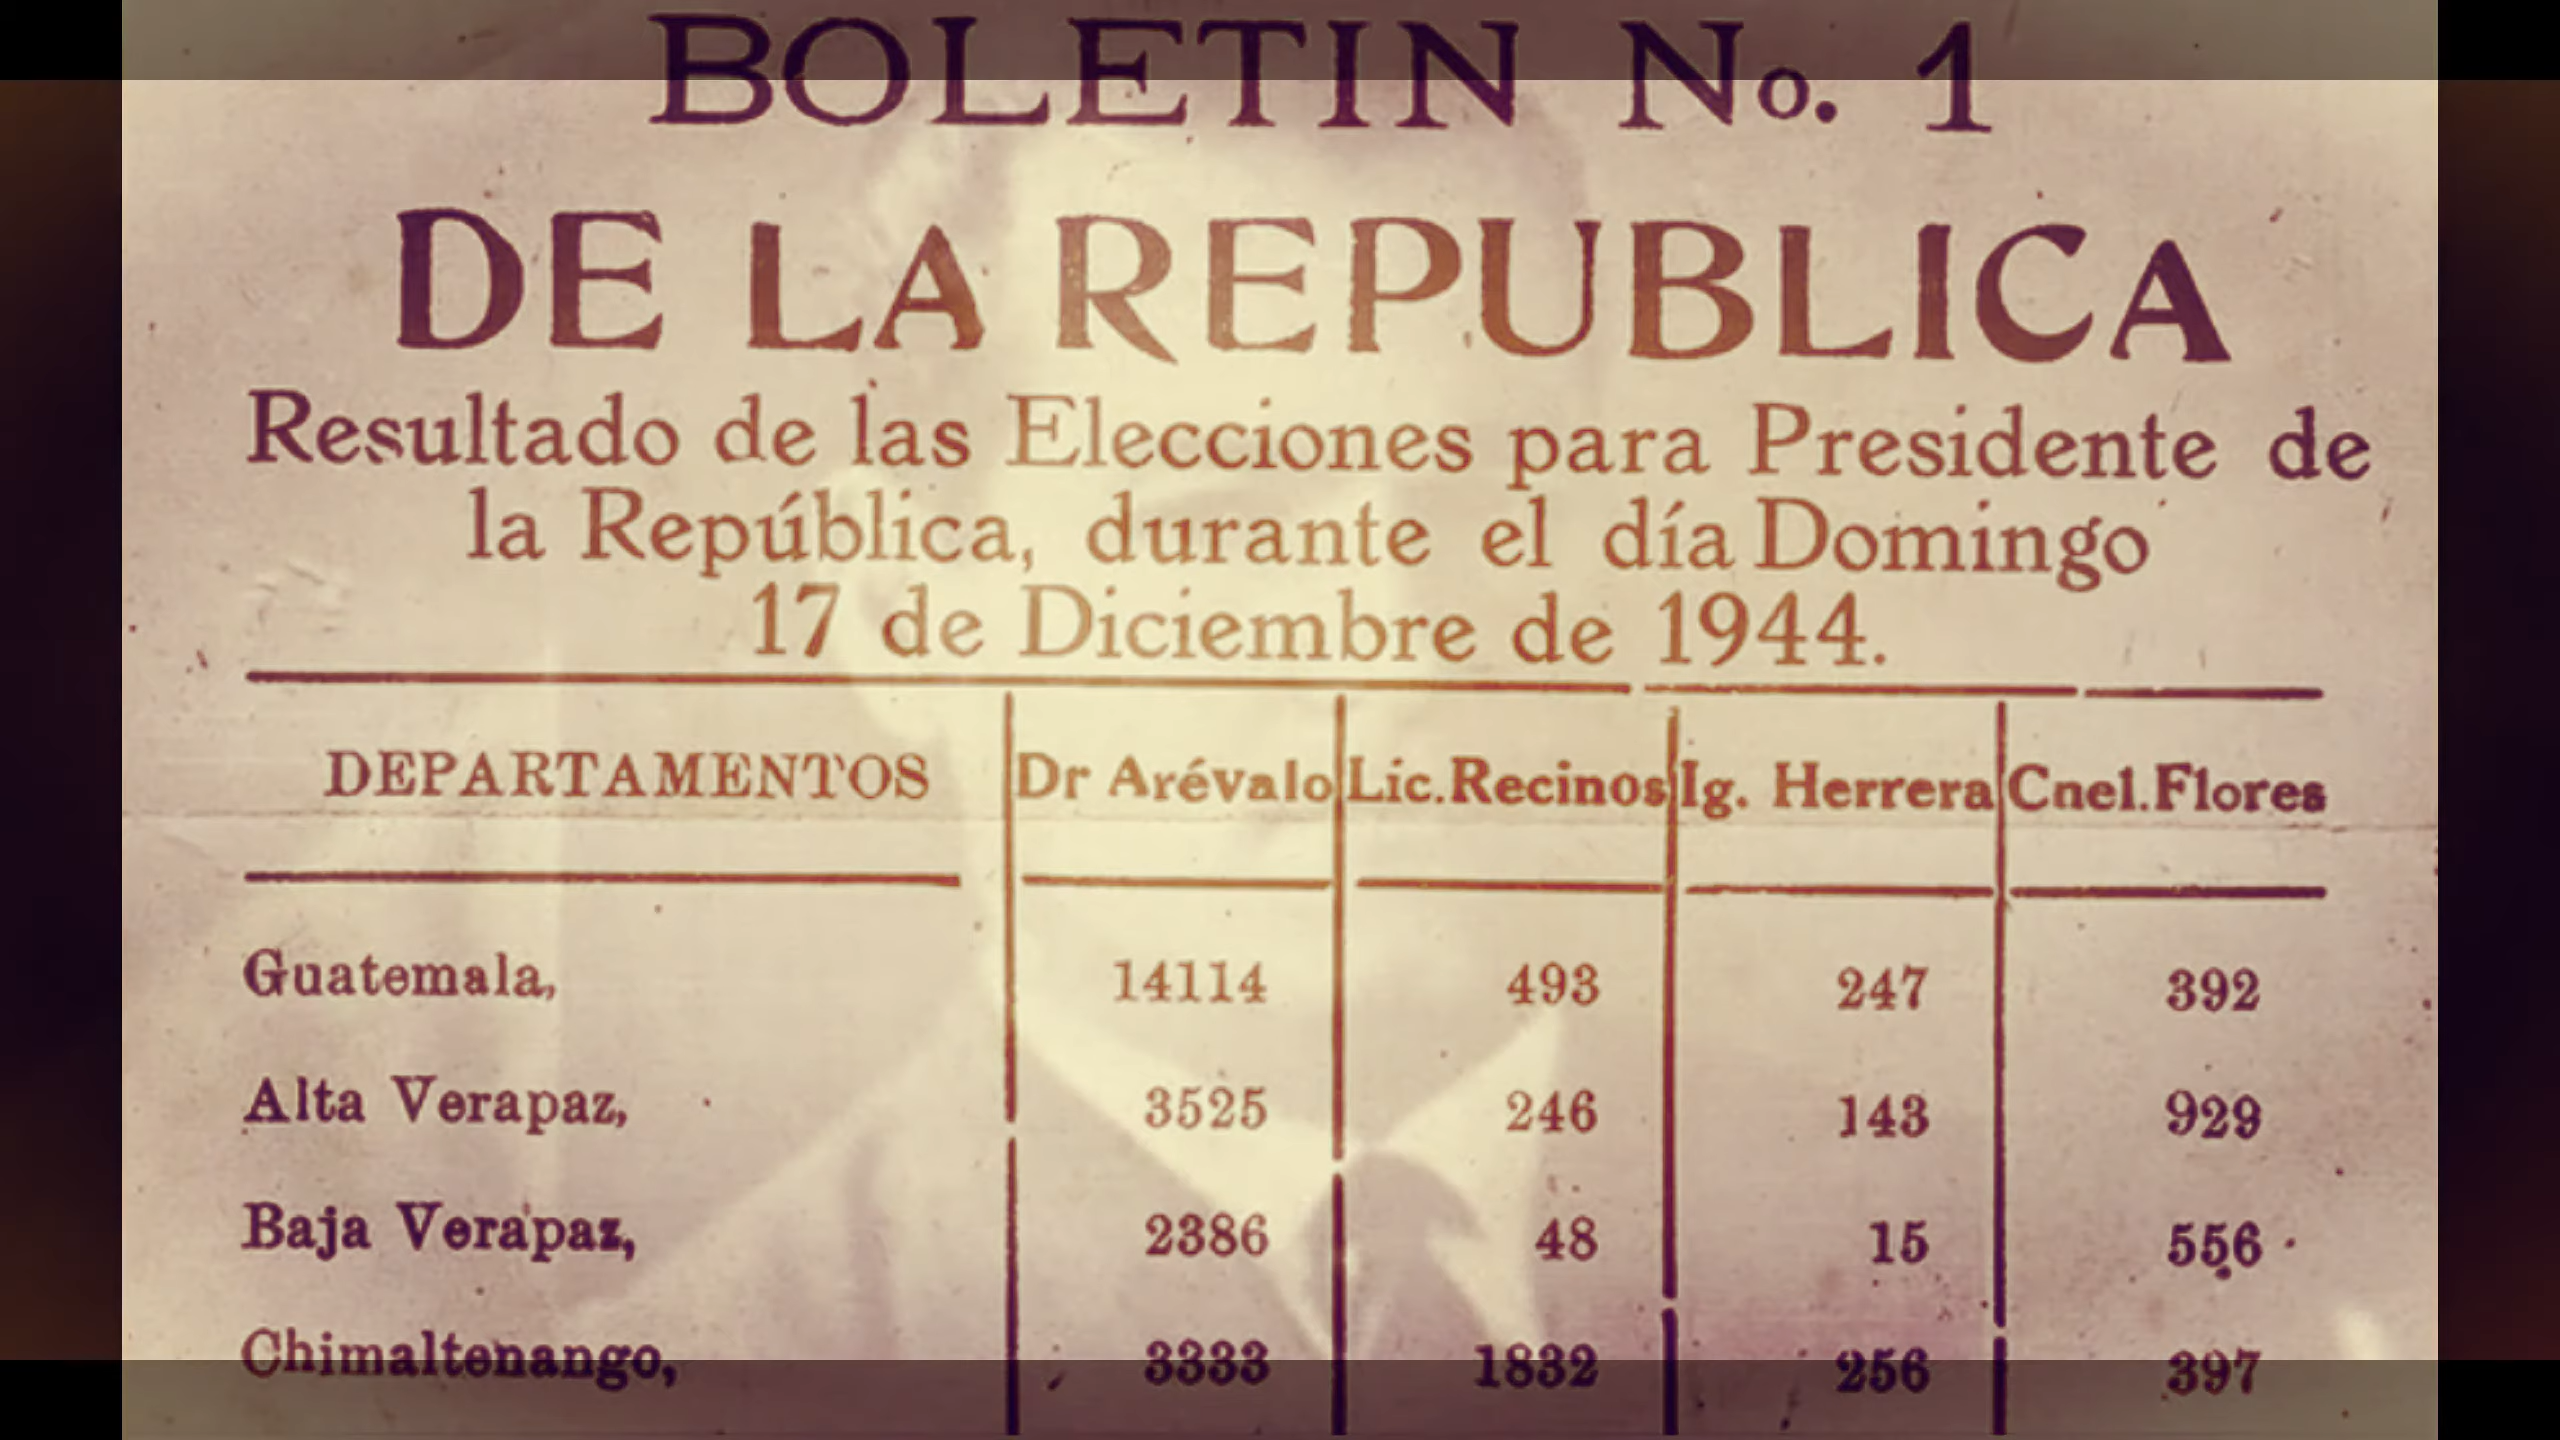 BOLETIN No. 1
DE LA REPUBLICA
Resultado de las Elecciones para Presidente de
la República, durante el día Domingo
17 de Diciembre de 1944.
DEPARTAMENTOS Dr Arévalo Lic. Recinos Ig. Herrera Cnel. Flores
Guatemala, 14114 493 247 392
Alta Verapaz, 3525 246 143 929
Baja Verapaz, 2386 48 15 556
Chimaltenango, 3333 1832 256 397